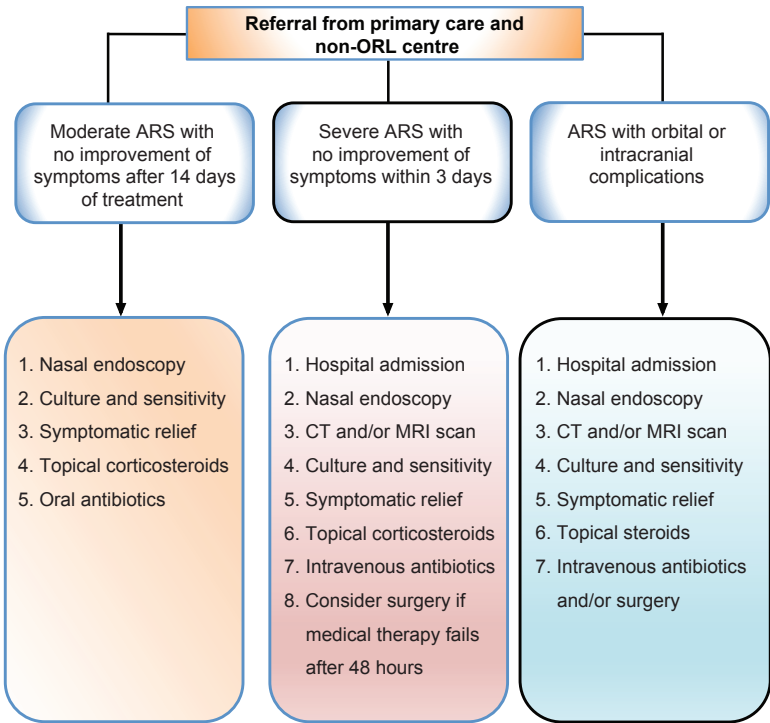 Referral from primary care and
non-ORL centre
Moderate ARS with
no improvement of
symptoms after 14 days
of treatment
Severe ARS with
no improvement of
symptoms within 3 days
ARS with orbital or
intracranial
complications
1. Nasal endoscopy
2. Culture and sensitivity
3. Symptomatic relief
4. Topical corticosteroids
5. Oral antibiotics
1. Hospital admission
2. Nasal endoscopy
3. CT and/or MRI scan
4. Culture and sensitivity
5. Symptomatic relief
6. Topical corticosteroids
7. Intravenous antibiotics
8. Consider surgery if
medical therapy fails
after 48 hours
1. Hospital admission
2. Nasal endoscopy
3. CT and/or MRI scan
4. Culture and sensitivity
5. Symptomatic relief
6. Topical steroids
7. Intravenous antibiotics
and/or surgery